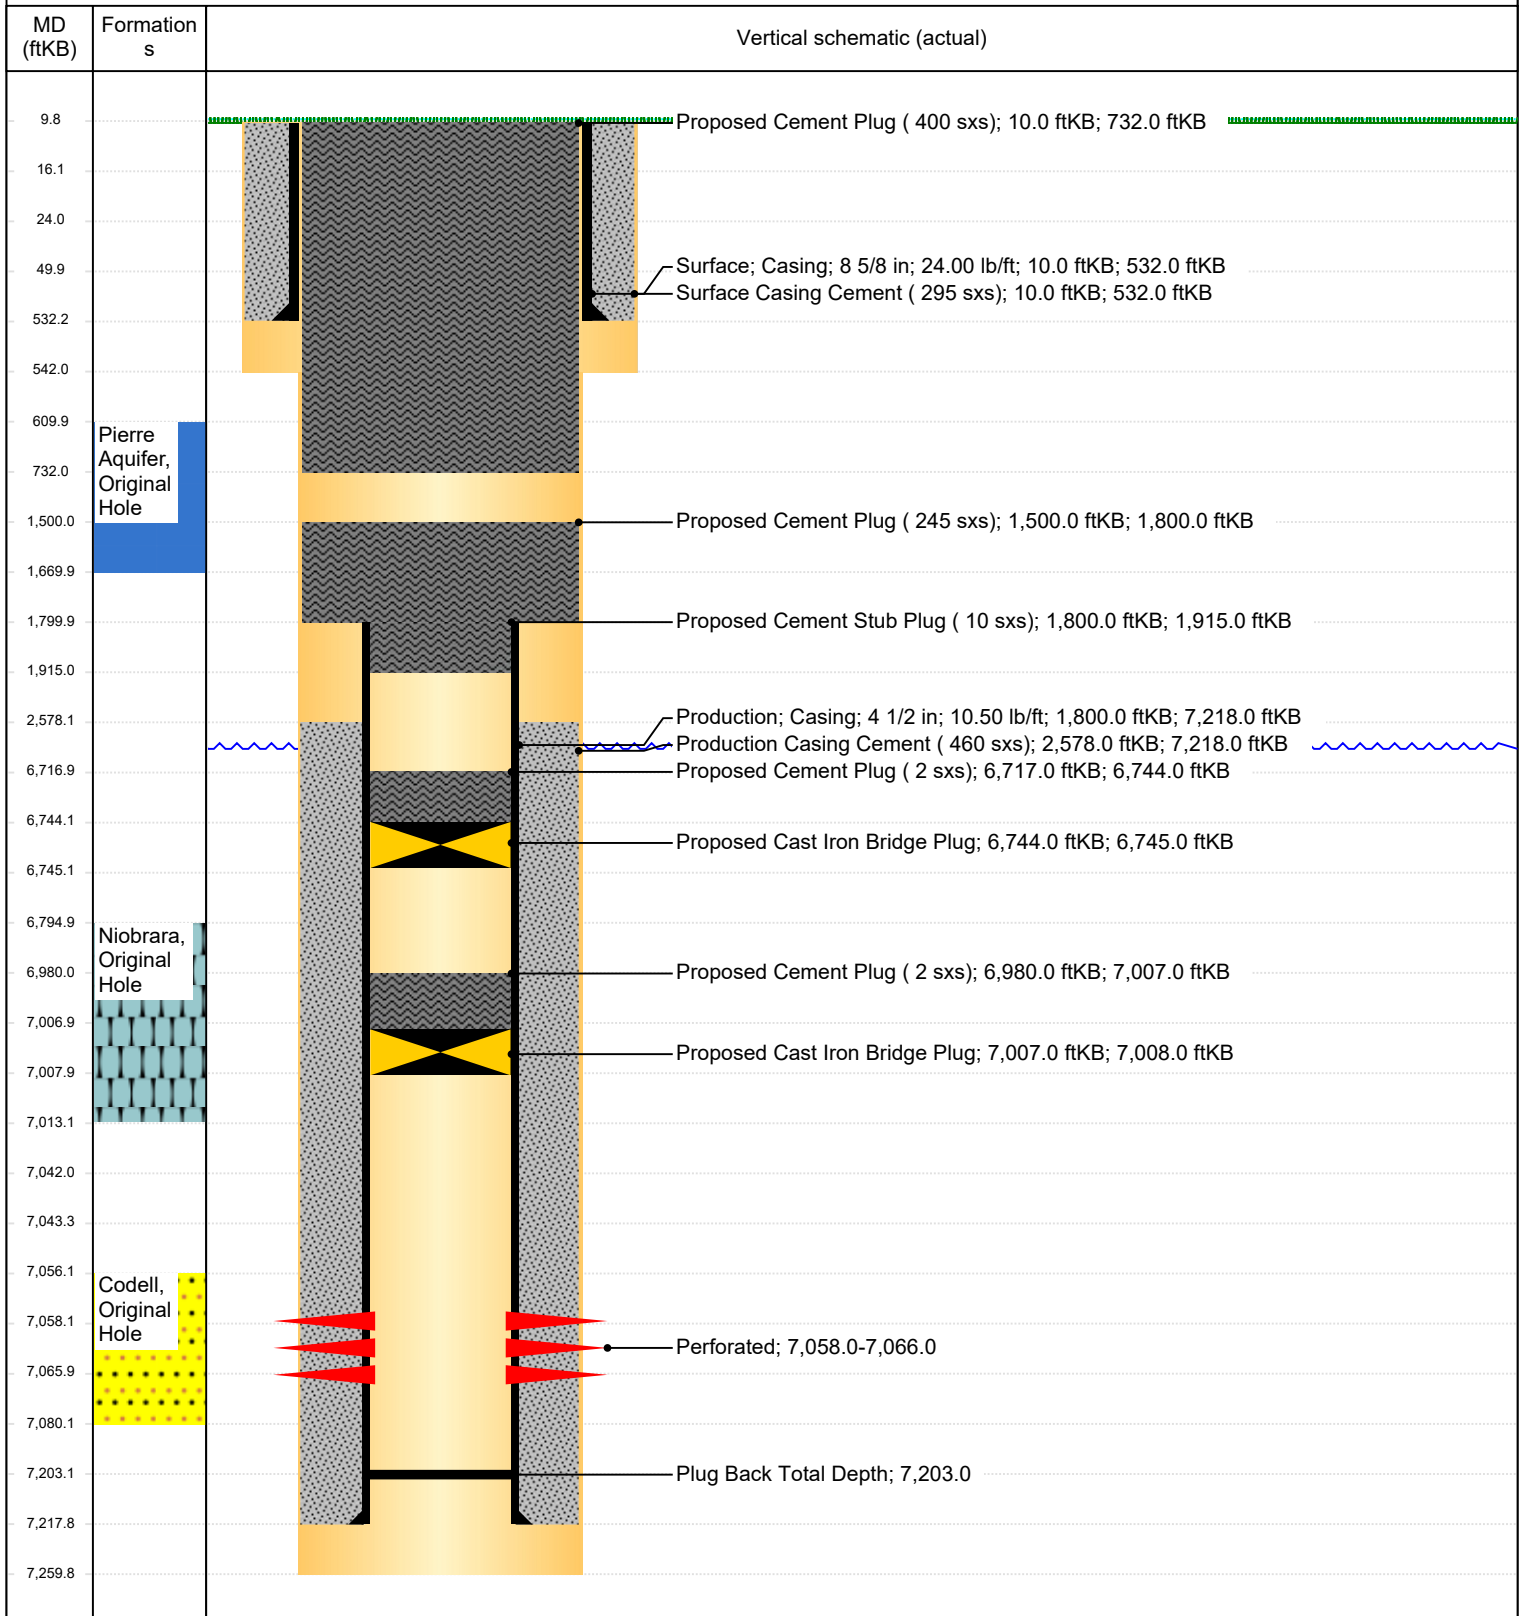 MD
(ftKB)
Formation
s
Vertical schematic (actual)
9.8
Proposed Cement Plug ( 400 sxs); 10.0 ftKB; 732.0 ftKB
16.1
24.0
49.9
Surface; Casing; 8 5/8 in; 24.00 lb/ft; 10.0 ftKB; 532.0 ftKB
Surface Casing Cement ( 295 sxs); 10.0 ftKB; 532.0 ftKB
532.2
542.0
609.9
Pierre
Aquifer,
Original
Hole
732.0
1,500.0
Proposed Cement Plug ( 245 sxs); 1,500.0 ftKB; 1,800.0 ftKB
1,669.9
1,799.9
Proposed Cement Stub Plug ( 10 sxs); 1,800.0 ftKB; 1,915.0 ftKB
1,915.0
2,578.1
Production; Casing; 4 1/2 in; 10.50 lb/ft; 1,800.0 ftKB; 7,218.0 ftKB
Production Casing Cement ( 460 sxs); 2,578.0 ftKB; 7,218.0 ftKB
6,716.9
Proposed Cement Plug ( 2 sxs); 6,717.0 ftKB; 6,744.0 ftKB
6,744.1
Proposed Cast Iron Bridge Plug; 6,744.0 ftKB; 6,745.0 ftKB
6,745.1
6,794.9
Niobrara,
Original
Hole
6,980.0
Proposed Cement Plug ( 2 sxs); 6,980.0 ftKB; 7,007.0 ftKB
7,006.9
Proposed Cast Iron Bridge Plug; 7,007.0 ftKB; 7,008.0 ftKB
7,007.9
7,013.1
7,042.0
7,043.3
7,056.1
Codell,
Original
Hole
7,058.1
Perforated; 7,058.0-7,066.0
7,065.9
7,080.1
7,203.1
Plug Back Total Depth; 7,203.0
7,217.8
7,259.8